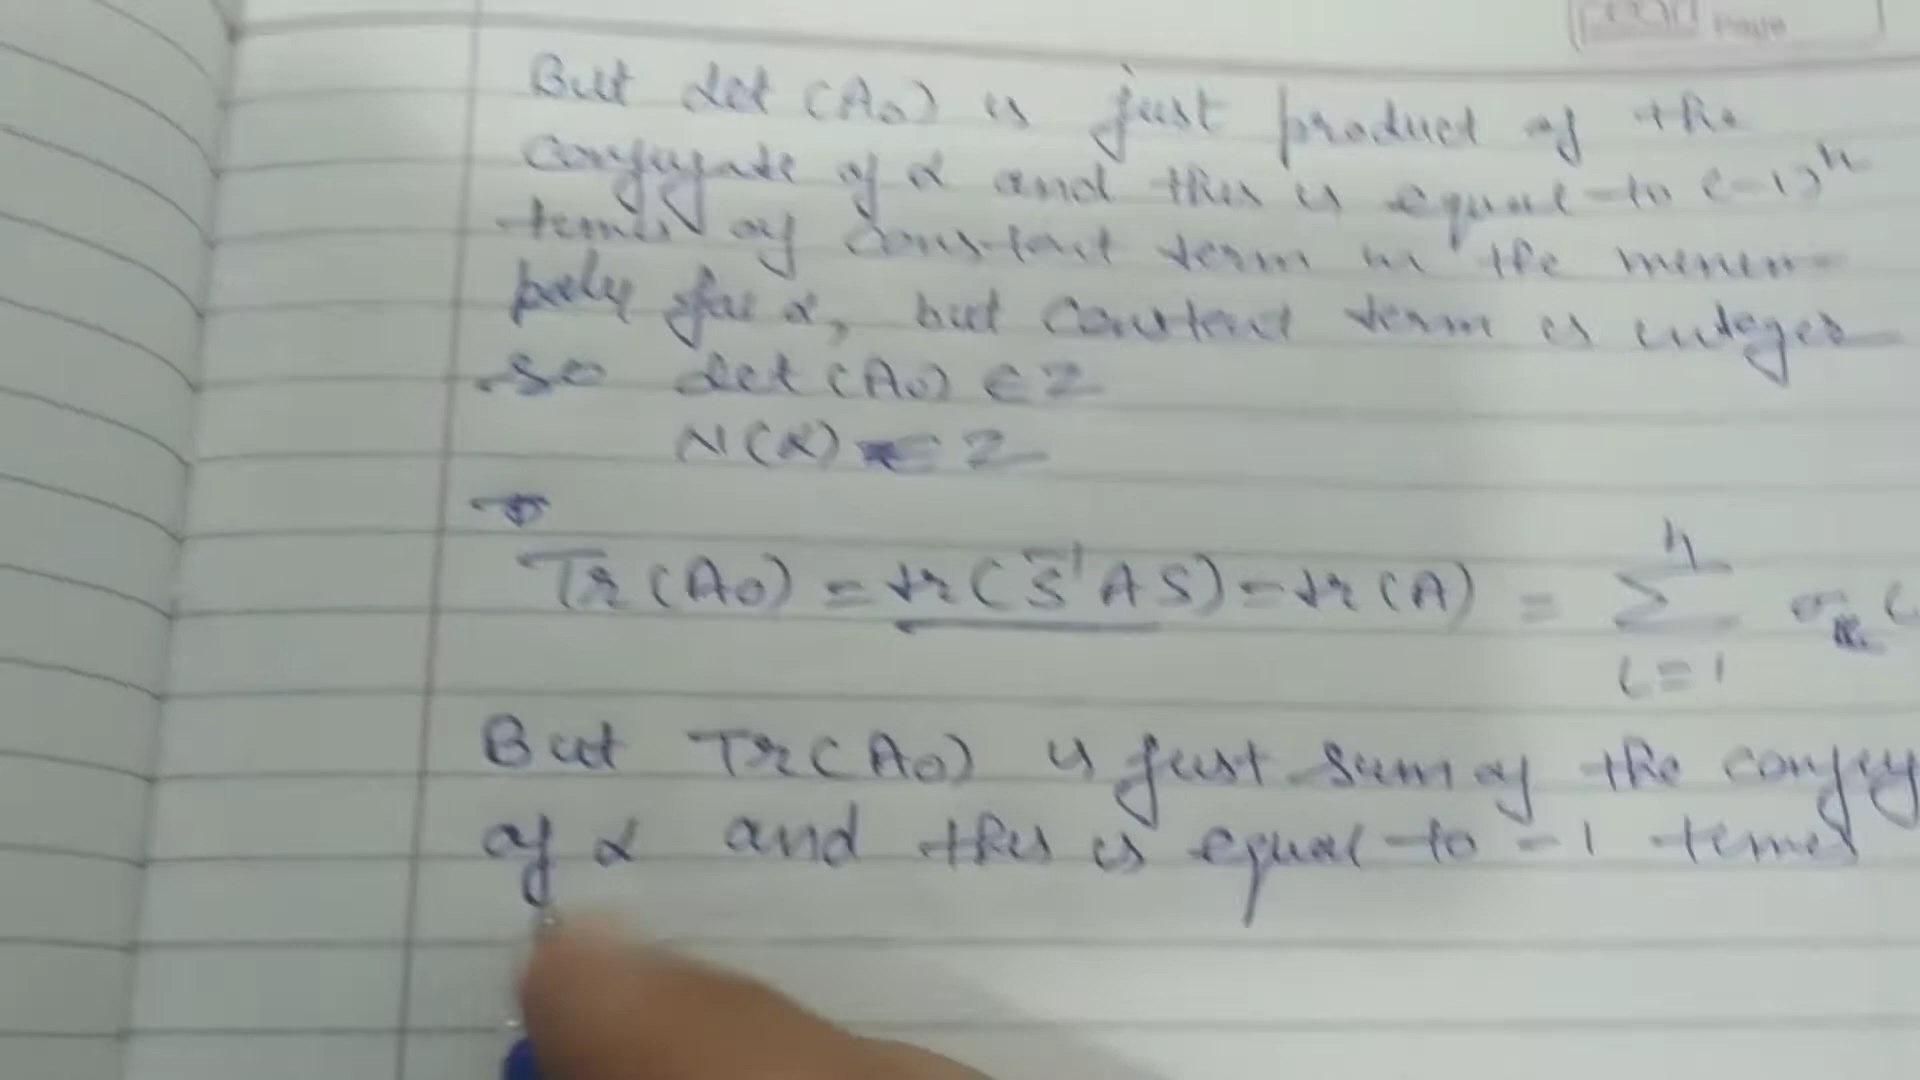 Page
But det (A₀) is just product of the
conjugate of α and this is equal to (-1)ⁿ
times of constant term in the minim-
poly for α, but constant term is integer
so det (A₀) ∈ Z
N(α) ∈ Z
Tr (A₀) = tr (S⁻¹AS) = tr (A) = n∑i=1 σ (
But Tr (A₀) is just sum of the conjug
of α and this is equal to -1 times